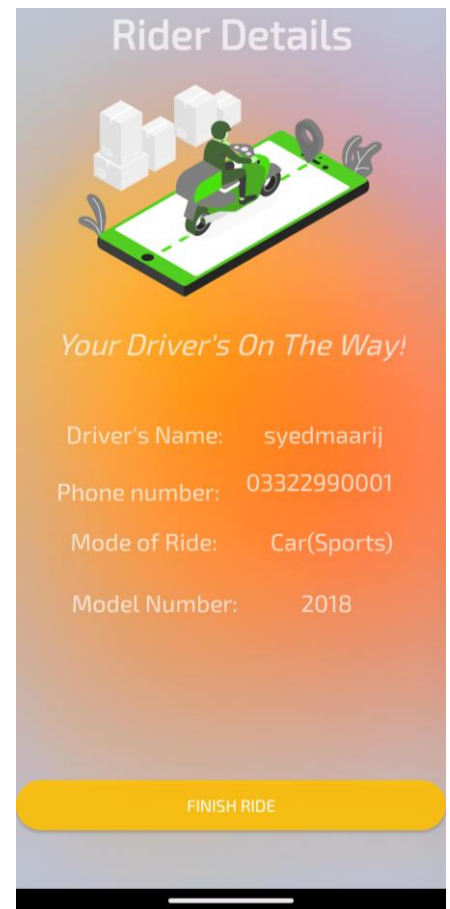 Rider Details
Your Driver's On The Way!
Driver's Name: syedmaarij
Phone number: 03322990001
Mode of Ride: Car(Sports)
Model Number: 2018
FINISH RIDE